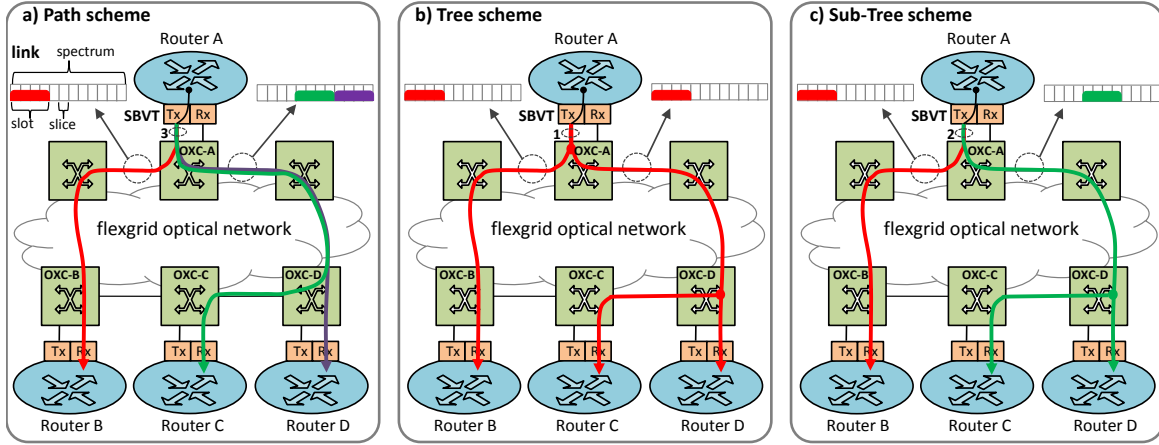 a) Path scheme
Router A
link
spectrum
slot
slice
SBVT
Tx
Rx
3
OXC-A
flexgrid optical network
OXC-B
OXC-C
OXC-D
Tx
Rx
Tx
Rx
Tx
Rx
Router B
Router C
Router D
b) Tree scheme
Router A
SBVT
Tx
Rx
1
OXC-A
flexgrid optical network
OXC-B
OXC-C
OXC-D
Tx
Rx
Tx
Rx
Tx
Rx
Router B
Router C
Router D
c) Sub-Tree scheme
Router A
SBVT
Tx
Rx
2
OXC-A
flexgrid optical network
OXC-B
OXC-C
OXC-D
Tx
Rx
Tx
Rx
Tx
Rx
Router B
Router C
Router D